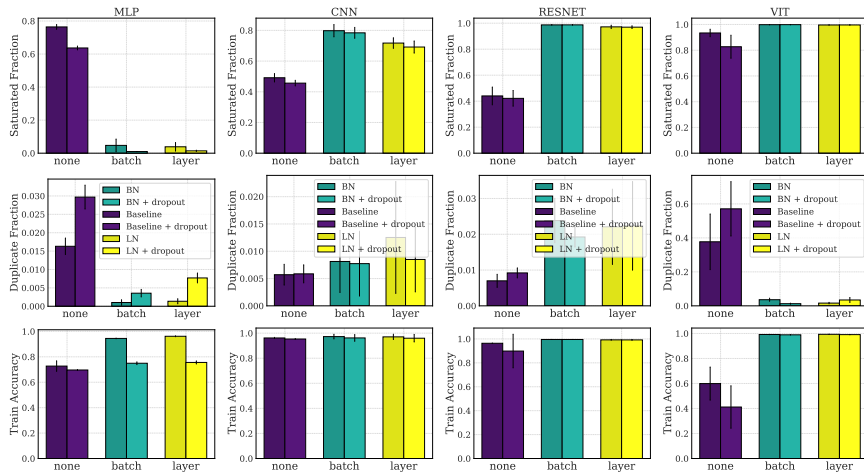 MLP
Saturated Fraction
0.8
0.6
0.4
0.2
0.0
none batch layer
CNN
Saturated Fraction
0.8
0.6
0.4
0.2
0.0
none batch layer
RESNET
Saturated Fraction
1.0
0.8
0.6
0.4
0.2
0.0
none batch layer
VIT
Saturated Fraction
1.0
0.8
0.6
0.4
0.2
0.0
none batch layer
Duplicate Fraction
0.030
0.025
0.020
0.015
0.010
0.005
0.000
BN
BN + dropout
Baseline
Baseline + dropout
LN
LN + dropout
none batch layer
Duplicate Fraction
0.020
0.015
0.010
0.005
0.000
BN
BN + dropout
Baseline
Baseline + dropout
LN
LN + dropout
none batch layer
Duplicate Fraction
0.03
0.02
0.01
0.00
BN
BN + dropout
Baseline
Baseline + dropout
LN
LN + dropout
none batch layer
Duplicate Fraction
0.6
0.4
0.2
0.0
BN
BN + dropout
Baseline
Baseline + dropout
LN
LN + dropout
none batch layer
Train Accuracy
1.0
0.8
0.6
0.4
0.2
0.0
none batch layer
Train Accuracy
1.0
0.8
0.6
0.4
0.2
0.0
none batch layer
Train Accuracy
1.0
0.8
0.6
0.4
0.2
0.0
none batch layer
Train Accuracy
1.0
0.8
0.6
0.4
0.2
0.0
none batch layer